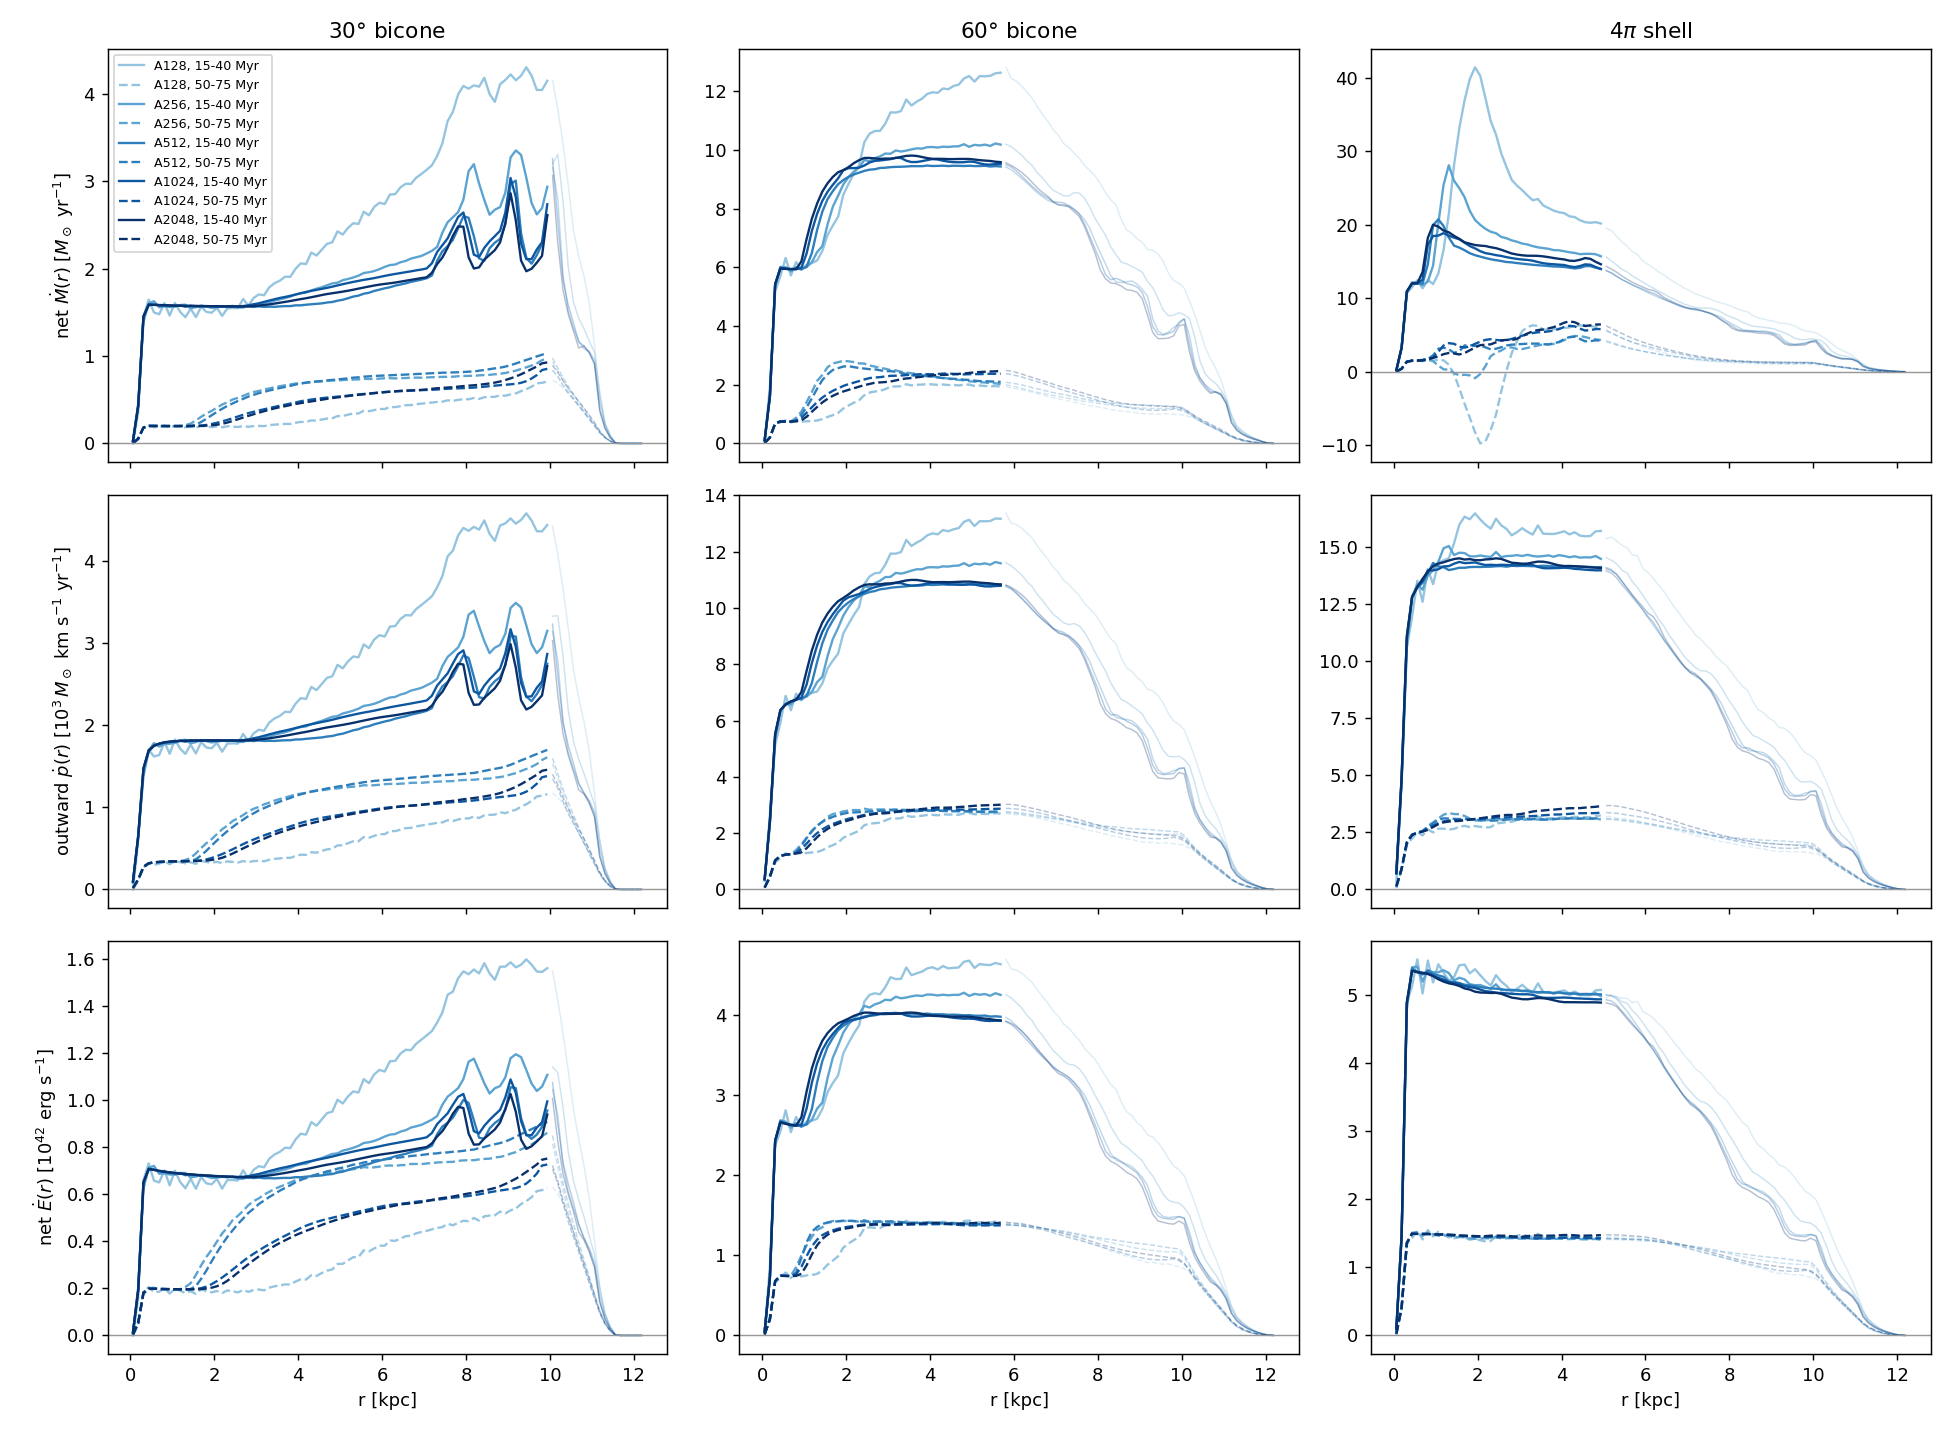 30° bicone
60° bicone
4π shell
net Ṁ(r) [M⊙ yr⁻¹]
4
3
2
1
0
A128, 15-40 Myr
A128, 50-75 Myr
A256, 15-40 Myr
A256, 50-75 Myr
A512, 15-40 Myr
A512, 50-75 Myr
A1024, 15-40 Myr
A1024, 50-75 Myr
A2048, 15-40 Myr
A2048, 50-75 Myr
12
10
8
6
4
2
0
40
30
20
10
0
−10
outward ṗ(r) [10³ M⊙ km s⁻¹ yr⁻¹]
4
3
2
1
0
14
12
10
8
6
4
2
0
15.0
12.5
10.0
7.5
5.0
2.5
0.0
net Ė(r) [10⁴² erg s⁻¹]
1.6
1.4
1.2
1.0
0.8
0.6
0.4
0.2
0.0
4
3
2
1
0
5
4
3
2
1
0
0 2 4 6 8 10 12
0 2 4 6 8 10 12
0 2 4 6 8 10 12
r [kpc]
r [kpc]
r [kpc]